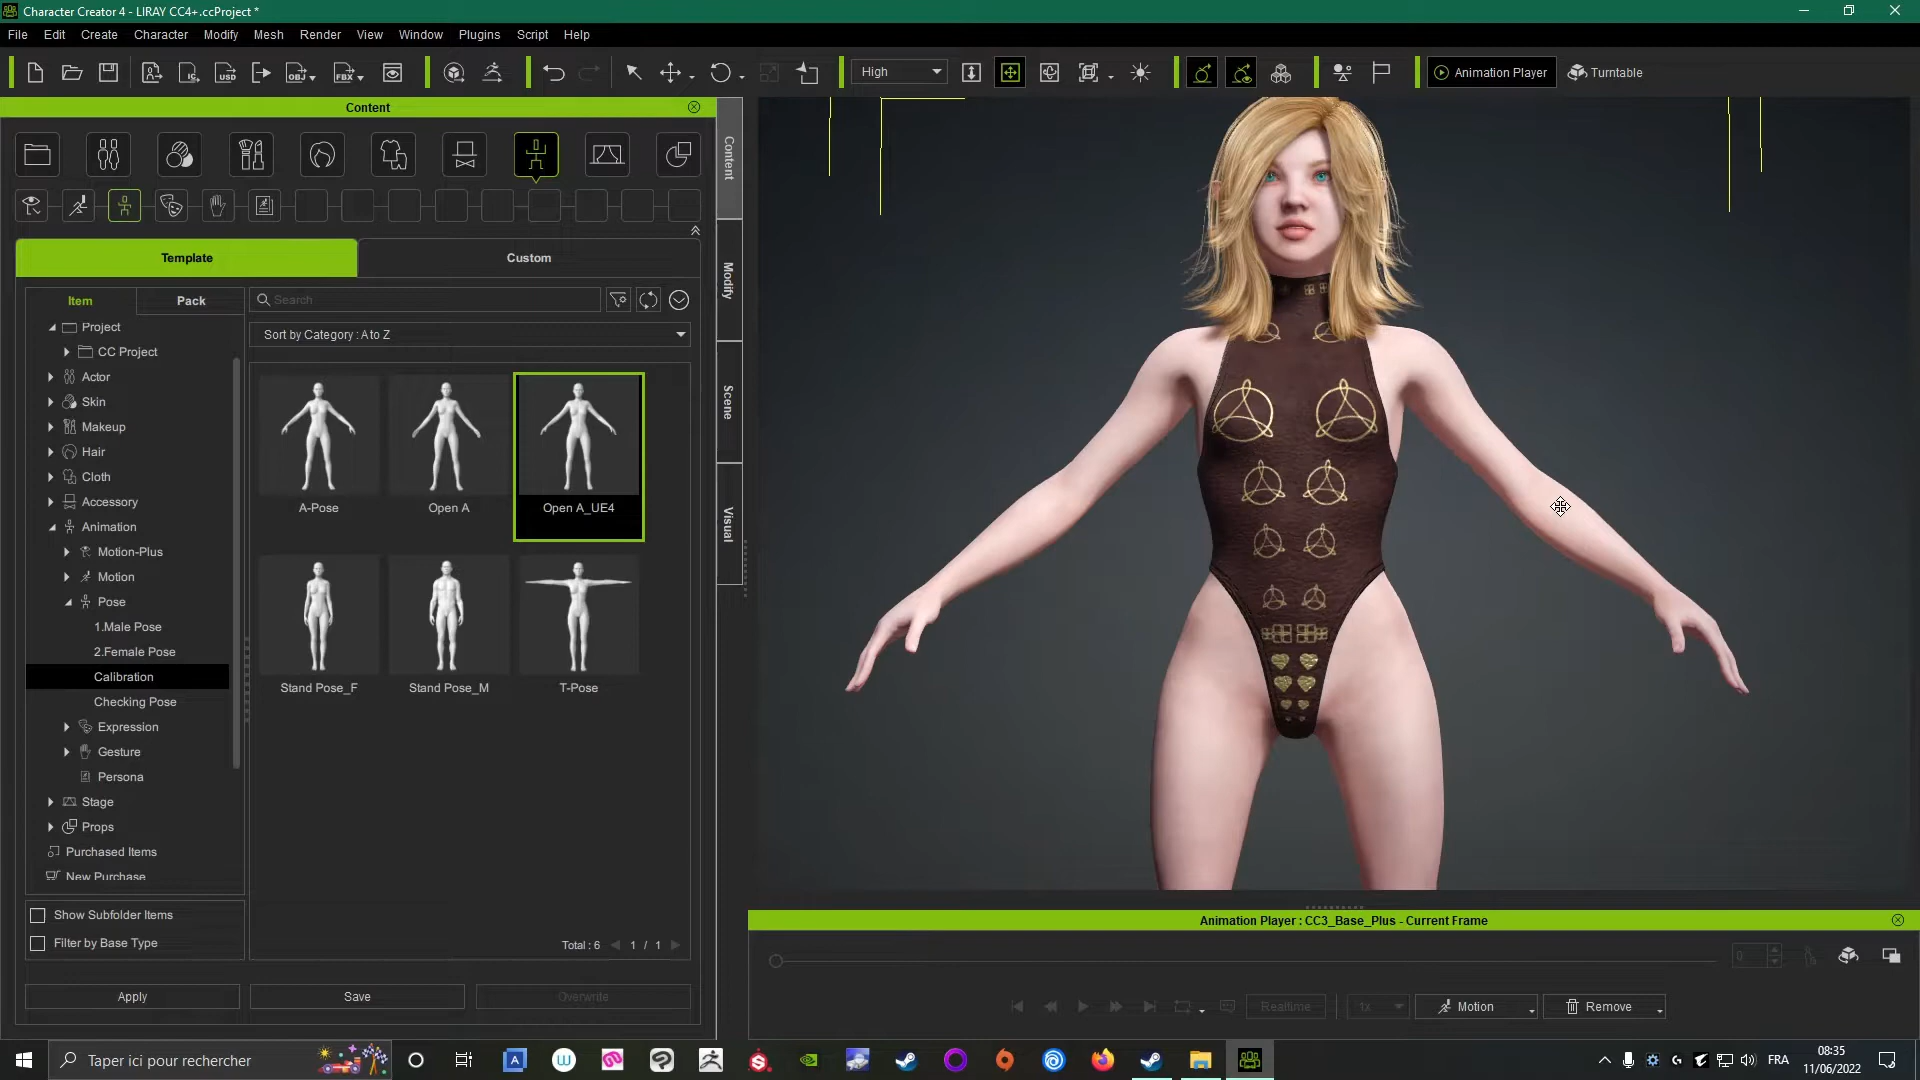 Character Creator 4 - LIRAY CC4+.ccProject *
File Edit Create Character Modify Mesh Render View Window Plugins Script Help
IC USD OBJ FBX High Animation Player Turntable
Content
Content
Modify
Scene
Visual
Template Custom
Item Pack
Search
Sort by Category : A to Z
Project
CC Project
Actor
Skin
Makeup
Hair
Cloth
Accessory
Animation
Motion-Plus
Motion
Pose
1.Male Pose
2.Female Pose
Calibration
Checking Pose
Expression
Gesture
Persona
Stage
Props
Purchased Items
New Purchase
A-Pose Open A Open A_UE4
Stand Pose_F Stand Pose_M T-Pose
Show Subfolder Items
Filter by Base Type
Total : 6 1 / 1
Apply Save Overwrite
Animation Player : CC3_Base_Plus - Current Frame
0
Realtime 1x Motion Remove
Taper ici pour rechercher
FRA
08:35
11/06/2022